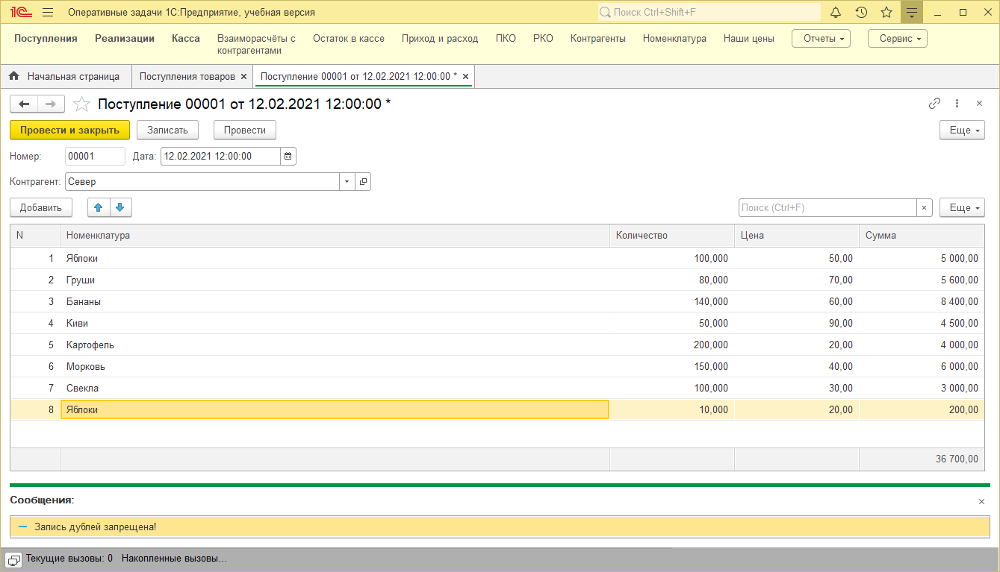 1С Оперативные задачи 1С:Предприятие, учебная версия Поиск Ctrl+Shift+F
Поступления Реализации Касса Взаиморасчёты с контрагентами Остаток в кассе Приход и расход ПКО РКО Контрагенты Номенклатура Наши цены Отчеты Сервис
Начальная страница Поступления товаров × Поступление 00001 от 12.02.2021 12:00:00 * ×
Поступление 00001 от 12.02.2021 12:00:00 *
Провести и закрыть Записать Провести Еще
Номер: 00001 Дата: 12.02.2021 12:00:00
Контрагент: Север
Добавить Поиск (Ctrl+F) × Еще
N Номенклатура Количество Цена Сумма
1 Яблоки 100,000 50,00 5 000,00
2 Груши 80,000 70,00 5 600,00
3 Бананы 140,000 60,00 8 400,00
4 Киви 50,000 90,00 4 500,00
5 Картофель 200,000 20,00 4 000,00
6 Морковь 150,000 40,00 6 000,00
7 Свекла 100,000 30,00 3 000,00
8 Яблоки 10,000 20,00 200,00
36 700,00
Сообщения:
Запись дублей запрещена!
Текущие вызовы: 0 Накопленные вызовы...